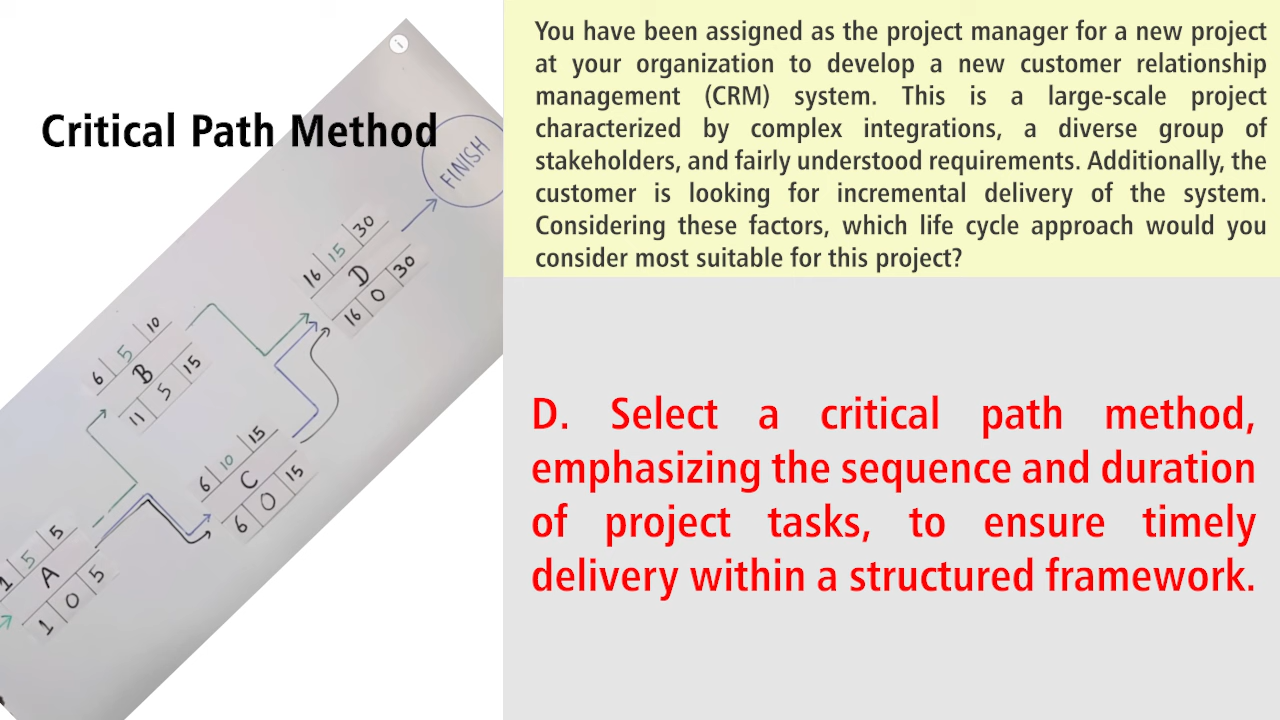 Critical Path Method
FINISH
16 15 30
D
16 0 30
6 5 10
B
11 5 15
6 10 15
C
6 0 15
1 5 5
A
1 0 5
You have been assigned as the project manager for a new project
at your organization to develop a new customer relationship
management (CRM) system. This is a large-scale project
characterized by complex integrations, a diverse group of
stakeholders, and fairly understood requirements. Additionally, the
customer is looking for incremental delivery of the system.
Considering these factors, which life cycle approach would you
consider most suitable for this project?
D. Select a critical path method,
emphasizing the sequence and duration
of project tasks, to ensure timely
delivery within a structured framework.